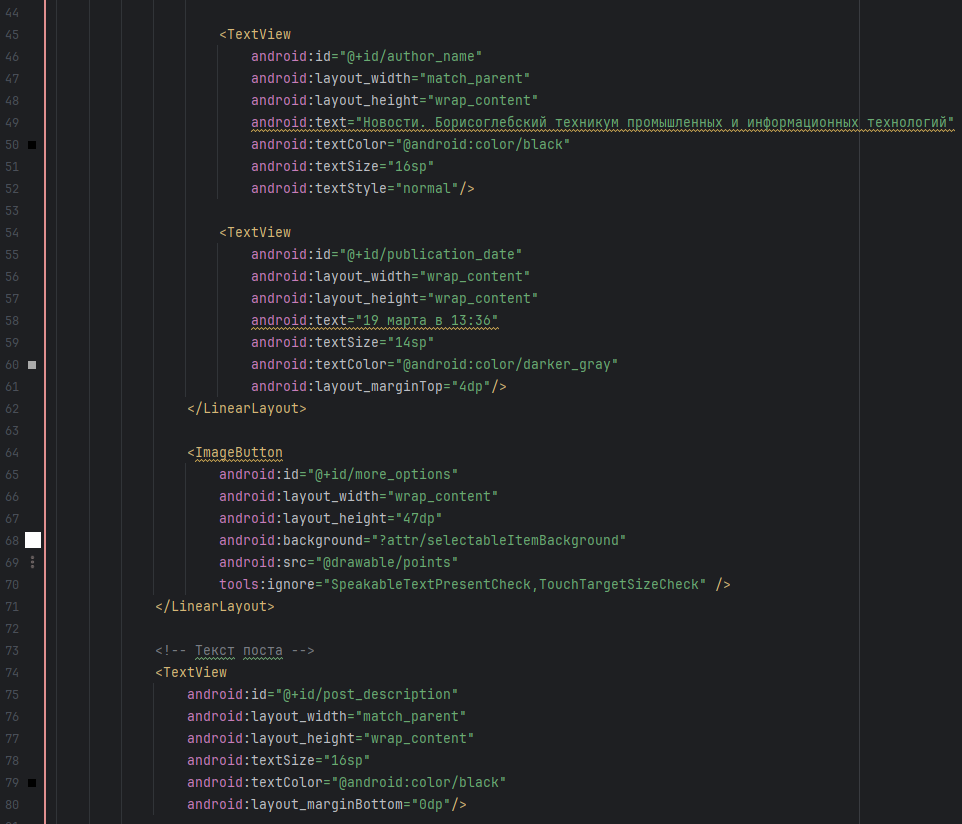 44
45 <TextView
46 android:id="@+id/author_name"
47 android:layout_width="match_parent"
48 android:layout_height="wrap_content"
49 android:text="Новости. Борисоглебский техникум промышленных и информационных технологий"
50 android:textColor="@android:color/black"
51 android:textSize="16sp"
52 android:textStyle="normal"/>
53
54 <TextView
55 android:id="@+id/publication_date"
56 android:layout_width="wrap_content"
57 android:layout_height="wrap_content"
58 android:text="19 марта в 13:36"
59 android:textSize="14sp"
60 android:textColor="@android:color/darker_gray"
61 android:layout_marginTop="4dp"/>
62 </LinearLayout>
63
64 <ImageButton
65 android:id="@+id/more_options"
66 android:layout_width="wrap_content"
67 android:layout_height="47dp"
68 android:background="?attr/selectableItemBackground"
69 android:src="@drawable/points"
70 tools:ignore="SpeakableTextPresentCheck,TouchTargetSizeCheck" />
71 </LinearLayout>
72
73 <!-- Текст поста -->
74 <TextView
75 android:id="@+id/post_description"
76 android:layout_width="match_parent"
77 android:layout_height="wrap_content"
78 android:textSize="16sp"
79 android:textColor="@android:color/black"
80 android:layout_marginBottom="0dp"/>